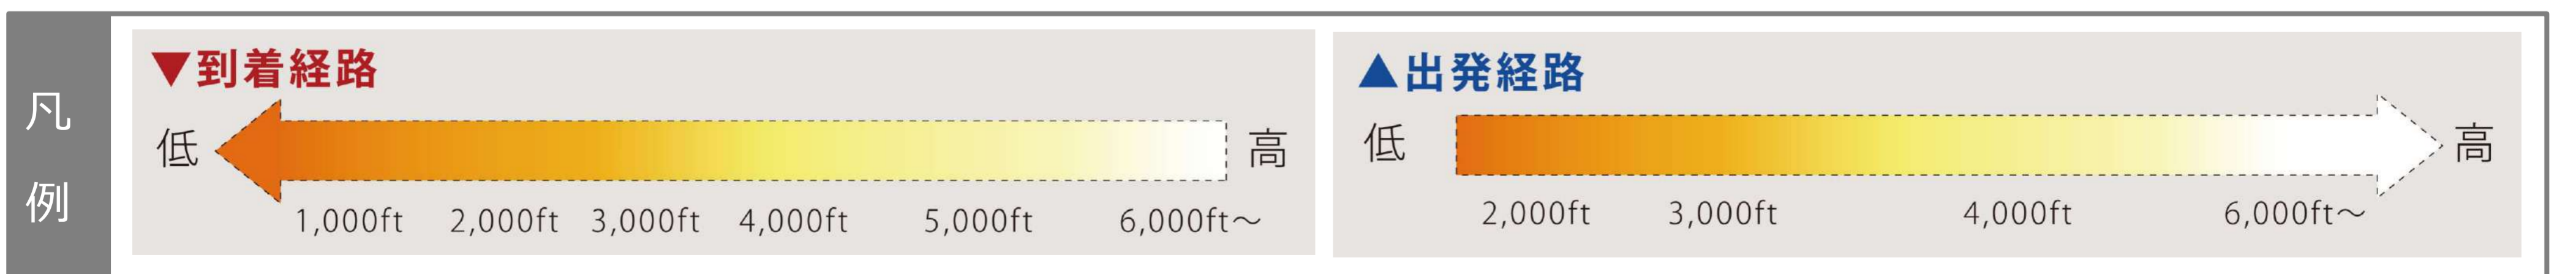 凡例
▼到着経路
低 高
1,000ft 2,000ft 3,000ft 4,000ft 5,000ft 6,000ft～
▲出発経路
低 高
2,000ft 3,000ft 4,000ft 6,000ft～